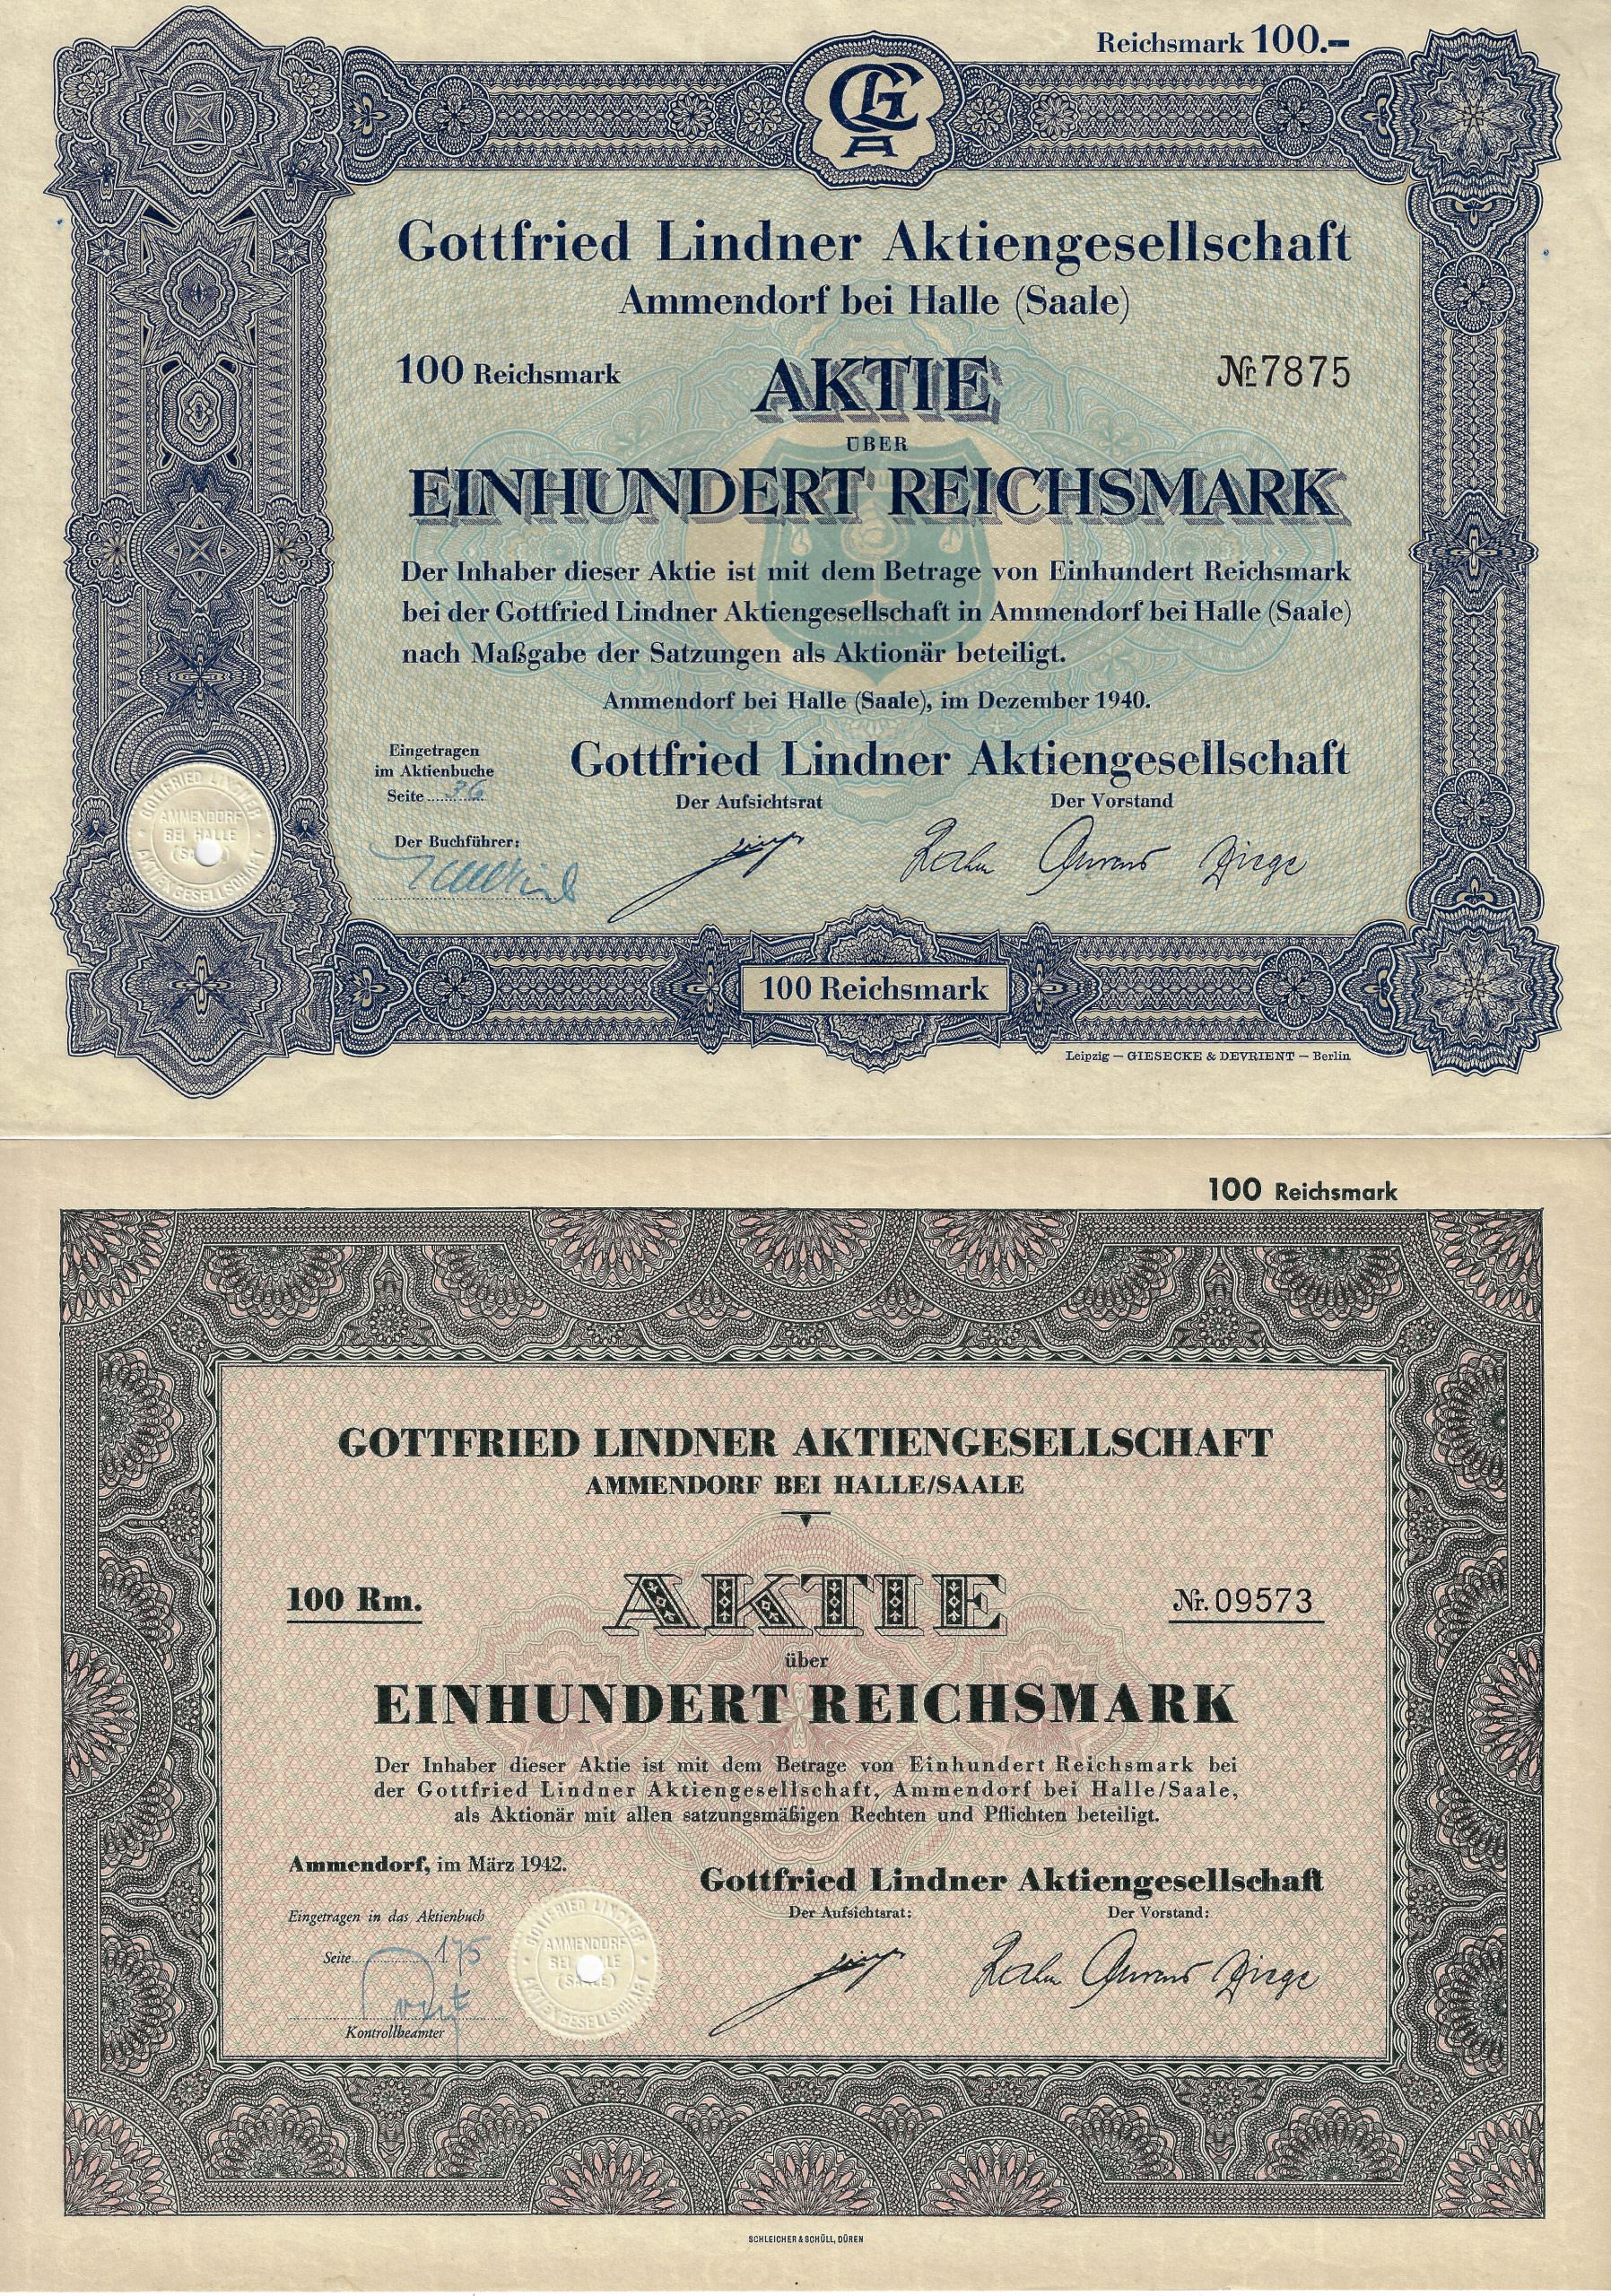 Reichsmark 100.–
GLA
Gottfried Lindner Aktiengesellschaft
Ammendorf bei Halle (Saale)
100 Reichsmark
AKTIE
Nr. 7875
ÜBER
EINHUNDERT REICHSMARK
Der Inhaber dieser Aktie ist mit dem Betrage von Einhundert Reichsmark
bei der Gottfried Lindner Aktiengesellschaft in Ammendorf bei Halle (Saale)
nach Maßgabe der Satzungen als Aktionär beteiligt.
Ammendorf bei Halle (Saale), im Dezember 1940.
Eingetragen
im Aktienbuche
Seite 36
Gottfried Lindner Aktiengesellschaft
Der Aufsichtsrat
Der Vorstand
Der Buchführer:
GOTTFRIED LINDNER
AMMENDORF
BEI HALLE
AKTIENGESELLSCHAFT
100 Reichsmark
Leipzig — GIESECKE & DEVRIENT — Berlin
100 Reichsmark
GOTTFRIED LINDNER AKTIENGESELLSCHAFT
AMMENDORF BEI HALLE/SAALE
100 Rm.
AKTIE
Nr. 09573
über
EINHUNDERT REICHSMARK
Der Inhaber dieser Aktie ist mit dem Betrage von Einhundert Reichsmark bei
der Gottfried Lindner Aktiengesellschaft, Ammendorf bei Halle/Saale,
als Aktionär mit allen satzungsmäßigen Rechten und Pflichten beteiligt.
Ammendorf, im März 1942.
Gottfried Lindner Aktiengesellschaft
Der Aufsichtsrat:
Der Vorstand:
Eingetragen in das Aktienbuch
Seite 175
Kontrollbeamter
GOTTFRIED LINDNER
AMMENDORF
AKTIENGESELLSCHAFT
SCHLEICHER & SCHÜLL, DÜREN